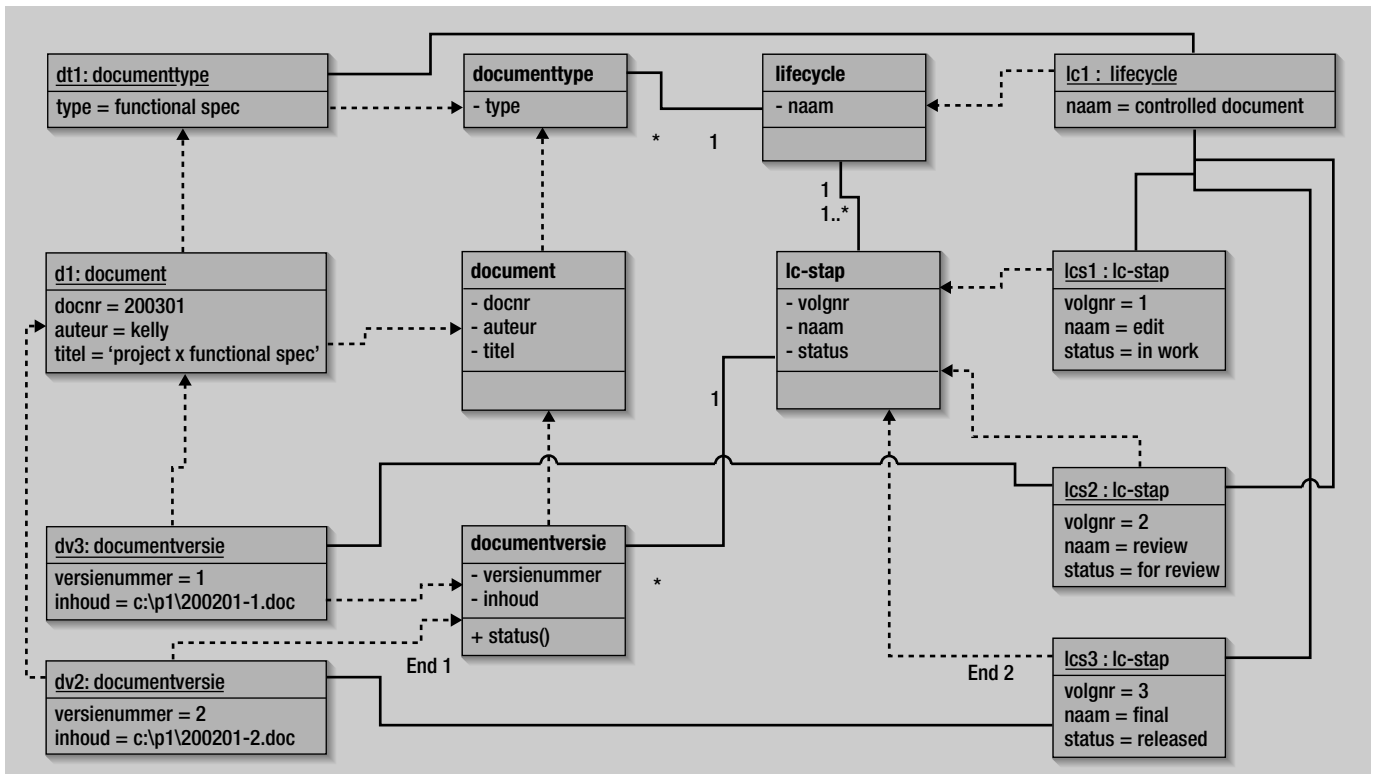 dt1: documenttype
type = functional spec
documenttype
- type
*
1
lifecycle
- naam
lc1 : lifecycle
naam = controlled document
1
1..*
d1: document
docnr = 200301
auteur = kelly
titel = ‘project x functional spec’
document
- docnr
- auteur
- titel
lc-stap
- volgnr
- naam
- status
lcs1 : lc-stap
volgnr = 1
naam = edit
status = in work
1
lcs2 : lc-stap
volgnr = 2
naam = review
status = for review
dv3: documentversie
versienummer = 1
inhoud = c:\p1\200201-1.doc
documentversie
- versienummer
- inhoud
+ status()
*
End 1
End 2
dv2: documentversie
versienummer = 2
inhoud = c:\p1\200201-2.doc
lcs3 : lc-stap
volgnr = 3
naam = final
status = released